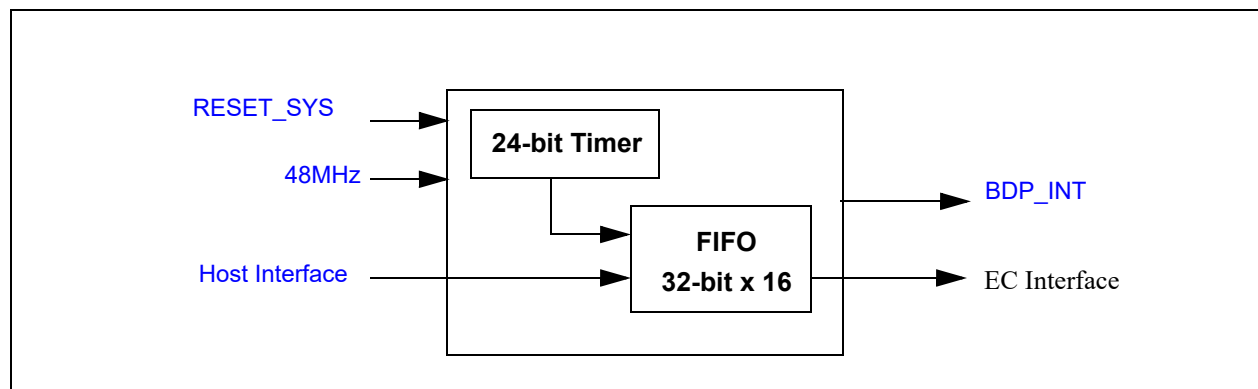 RESET_SYS
24-bit Timer
48MHz
BDP_INT
FIFO
Host Interface
32-bit x 16
EC Interface